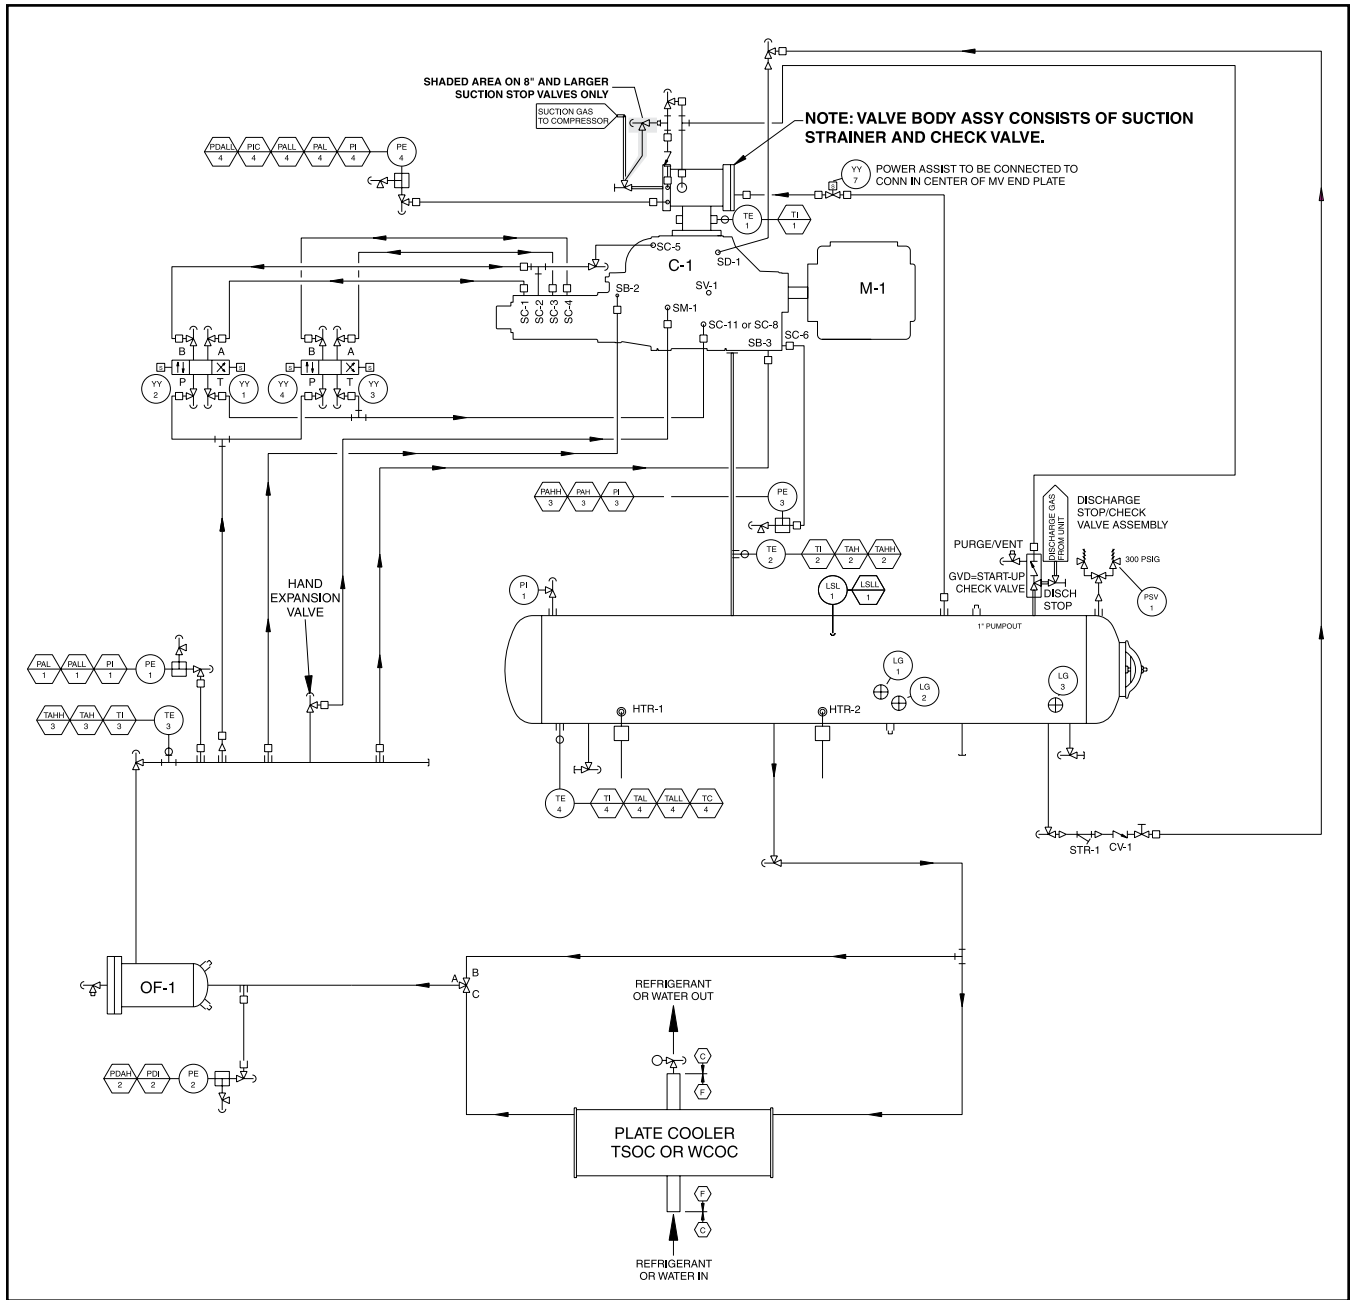 SHADED AREA ON 8" AND LARGER
SUCTION STOP VALVES ONLY
SUCTION GAS
TO COMPRESSOR
NOTE: VALVE BODY ASSY CONSISTS OF SUCTION
STRAINER AND CHECK VALVE.
PDALL
4
PIC
4
PALL
4
PAL
4
PI
4
PE
4
S
YY
7
POWER ASSIST TO BE CONNECTED TO
CONN IN CENTER OF MV END PLATE
TE
1
TI
1
SC-5
SD-1
C-1
M-1
SB-2
SV-1
SM-1
SC-1
SC-2
SC-3
SC-4
SC-11 or SC-8
SC-6
SB-3
B
A
B
A
S
S
S
S
P
T
P
T
YY
2
YY
1
YY
4
YY
3
PAHH
3
PAH
3
PI
3
PE
3
DISCHARGE GAS
FROM UNIT
DISCHARGE
STOP/CHECK
VALVE ASSEMBLY
PURGE/VENT
300 PSIG
GVD=START-UP
CHECK VALVE
DISCH
STOP
PSV
1
TE
2
TI
2
TAH
2
TAHH
2
HAND
EXPANSION
VALVE
PI
1
LSL
1
LSLL
1
1" PUMPOUT
PAL
1
PALL
1
PI
1
PE
1
LG
1
LG
2
LG
3
TAHH
3
TAH
3
TI
3
TE
3
HTR-1
HTR-2
TE
4
TI
4
TAL
4
TALL
4
TC
4
STR-1
CV-1
OF-1
A
B
C
REFRIGERANT
OR WATER OUT
C
F
PDAH
2
PDI
2
PE
2
PLATE COOLER
TSOC OR WCOC
F
C
REFRIGERANT
OR WATER IN